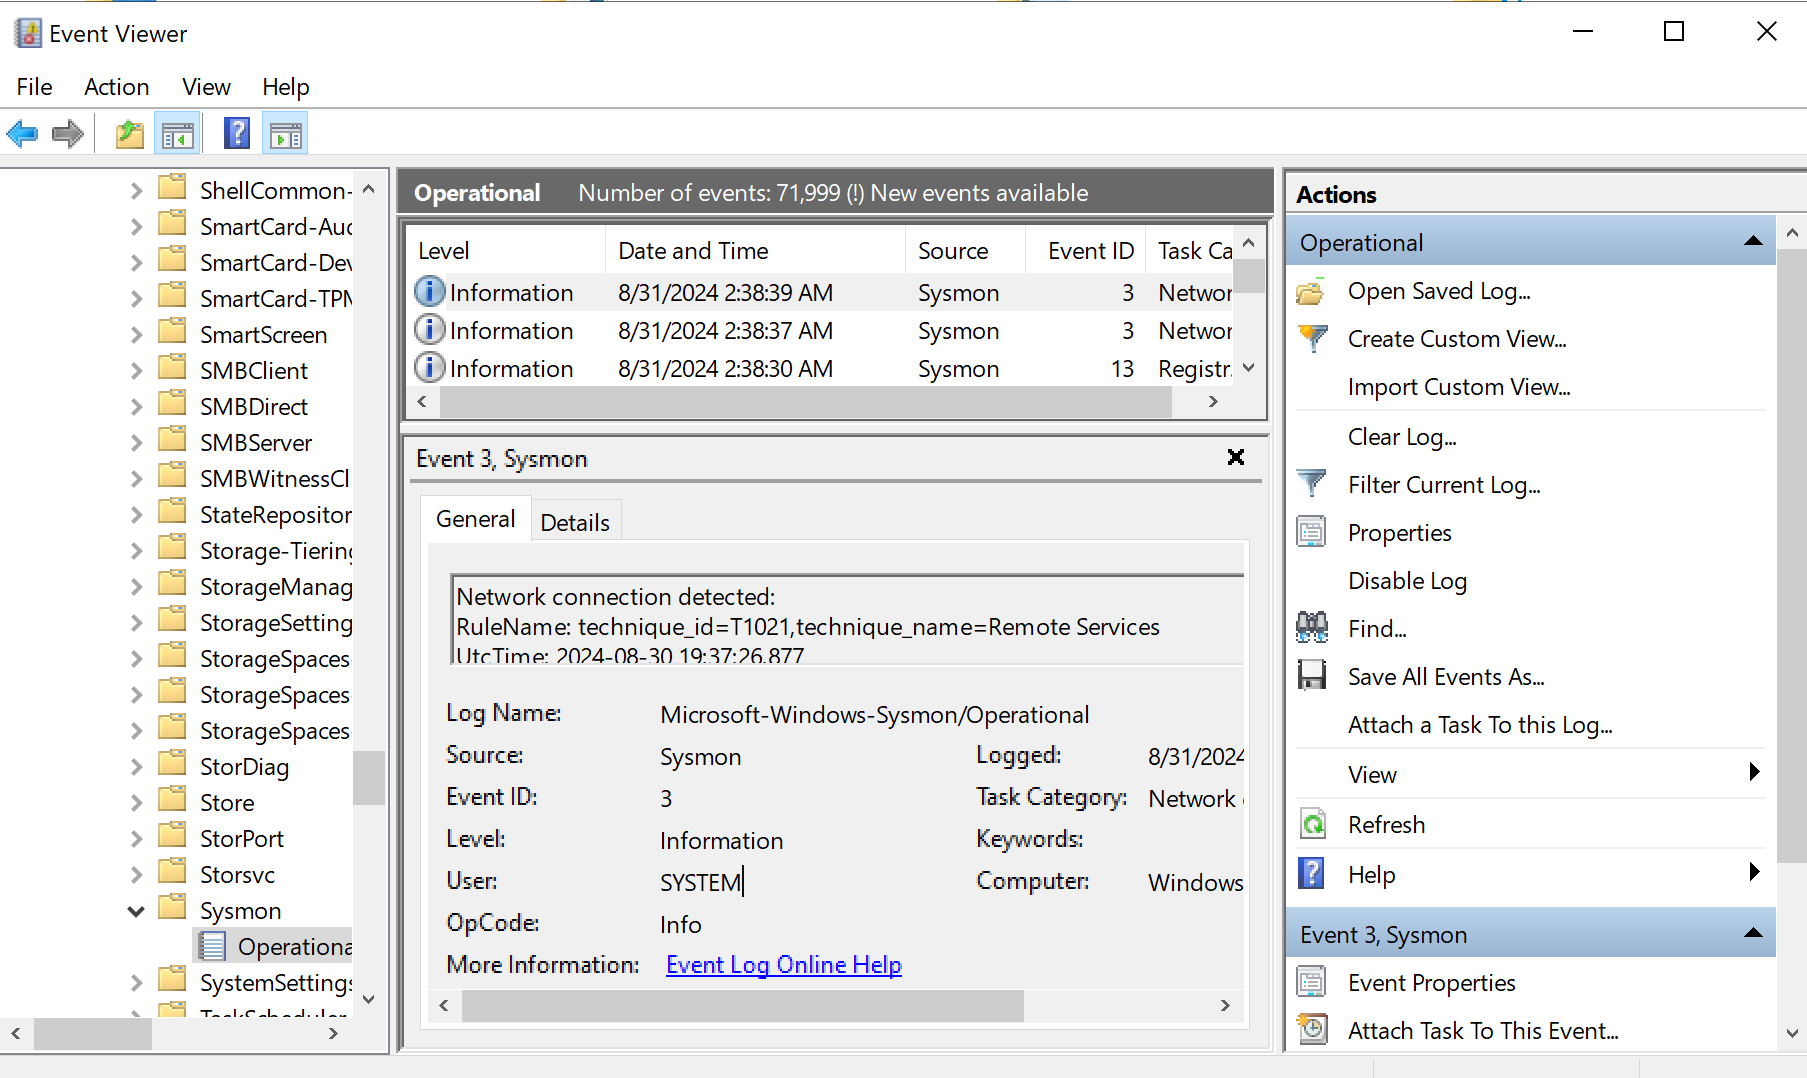 Event Viewer
File Action View Help
ShellCommon-
SmartCard-Auc
SmartCard-Dev
SmartCard-TPM
SmartScreen
SMBClient
SMBDirect
SMBServer
SMBWitnessCl
StateRepositor
Storage-Tiering
StorageManag
StorageSetting
StorageSpaces
StorageSpaces
StorageSpaces
StorDiag
Store
StorPort
Storsvc
Sysmon
Operationa
SystemSettings
TaskScheduler
Operational Number of events: 71,999 (!) New events available
Level Date and Time Source Event ID Task Ca
Information 8/31/2024 2:38:39 AM Sysmon 3 Networ
Information 8/31/2024 2:38:37 AM Sysmon 3 Networ
Information 8/31/2024 2:38:30 AM Sysmon 13 Registr.
Event 3, Sysmon
General Details
Network connection detected:
RuleName: technique_id=T1021,technique_name=Remote Services
UtcTime: 2024-08-30 19:37:26.877
Log Name: Microsoft-Windows-Sysmon/Operational
Source: Sysmon Logged: 8/31/2024
Event ID: 3 Task Category: Network
Level: Information Keywords:
User: SYSTEM Computer: Windows
OpCode: Info
More Information: Event Log Online Help
Actions
Operational
Open Saved Log...
Create Custom View...
Import Custom View...
Clear Log...
Filter Current Log...
Properties
Disable Log
Find...
Save All Events As...
Attach a Task To this Log...
View
Refresh
Help
Event 3, Sysmon
Event Properties
Attach Task To This Event...